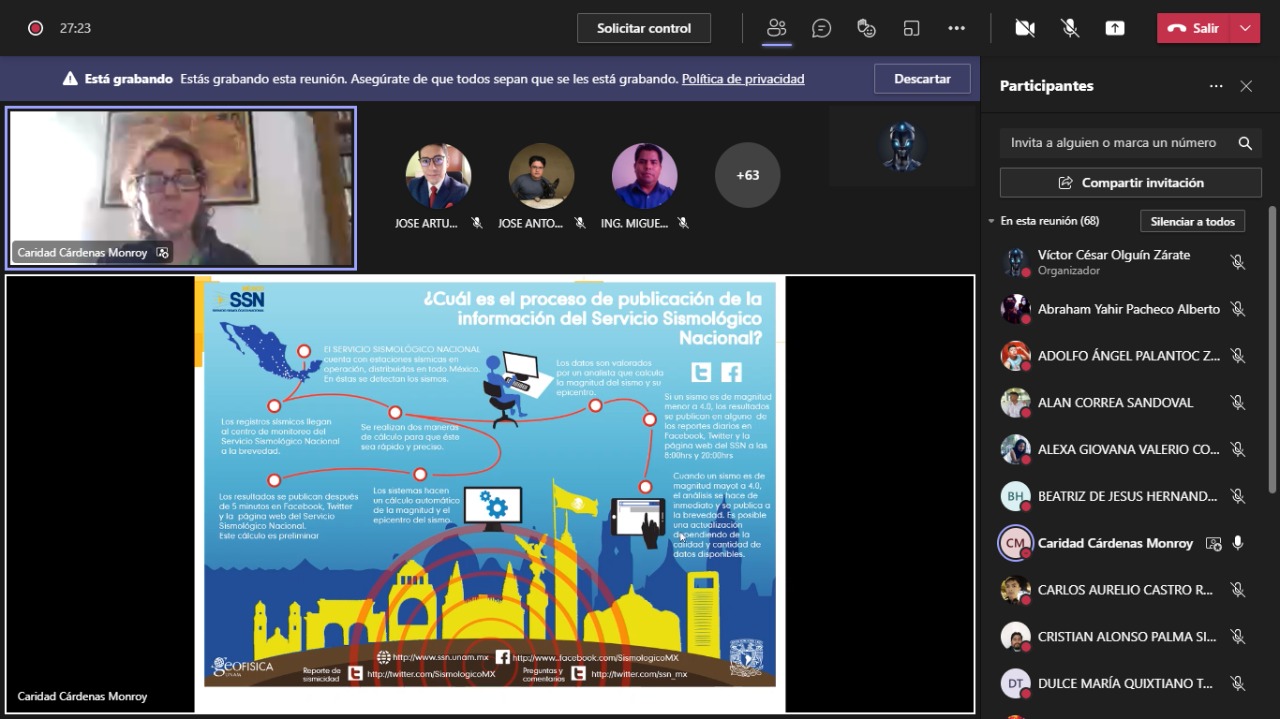 27:23
Solicitar control
Salir
Está grabando Estás grabando esta reunión. Asegúrate de que todos sepan que se les está grabando. Política de privacidad
Descartar
Caridad Cárdenas Monroy
JOSE ARTU...
JOSE ANTO...
ING. MIGUE...
+63
SSN
SERVICIO SISMOLÓGICO NACIONAL
¿Cuál es el proceso de publicación de la
información del Servicio Sismológico
Nacional?
El SERVICIO SISMOLÓGICO NACIONAL
cuenta con estaciones sísmicas en
operación, distribuidas en todo México.
En éstas se detectan los sismos.
Los registros sísmicos llegan
al centro de monitoreo del
Servicio Sismológico Nacional
a la brevedad.
Se realizan dos maneras
de cálculo para que éste
sea rápido y preciso.
Los datos son valorados
por un analista que calcula
la magnitud del sismo y su
epicentro.
Si un sismo es de magnitud
menor a 4.0, los resultados
se publican en alguno de
los reportes diarios en
Facebook, Twitter y la
página web del SSN a las
8:00hrs y 20:00hrs
Cuando un sismo es de
magnitud mayot a 4.0,
el análisis se hace de
inmediato y se publica a
la brevedad. Es posible
una actualización
dependiendo de la
calidad y cantidad de
datos disponibles.
Los sistemas hacen
un cálculo automático
de la magnitud y el
epicentro del sismo.
Los resultados se publican después
de 5 minutos en Facebook, Twitter
y la página web del Servicio
Sismológico Nacional.
Este cálculo es preliminar
GEOFISICA
UNAM
http://www.ssn.unam.mx
http://www.facebook.com/SismologicoMX
Reporte de
sismicidad
http://twitter.com/SismologicoMX
Preguntas y
comentarios
http://twitter.com/ssn_mx
Caridad Cárdenas Monroy
Participantes
Invita a alguien o marca un número
Compartir invitación
En esta reunión (68)
Silenciar a todos
Víctor César Olguín Zárate
Organizador
Abraham Yahir Pacheco Alberto
ADOLFO ÁNGEL PALANTOC Z...
ALAN CORREA SANDOVAL
ALEXA GIOVANA VALERIO CO...
BH BEATRIZ DE JESUS HERNAND...
CM Caridad Cárdenas Monroy
CARLOS AURELIO CASTRO R...
CRISTIAN ALONSO PALMA SI...
DT DULCE MARÍA QUIXTIANO T...